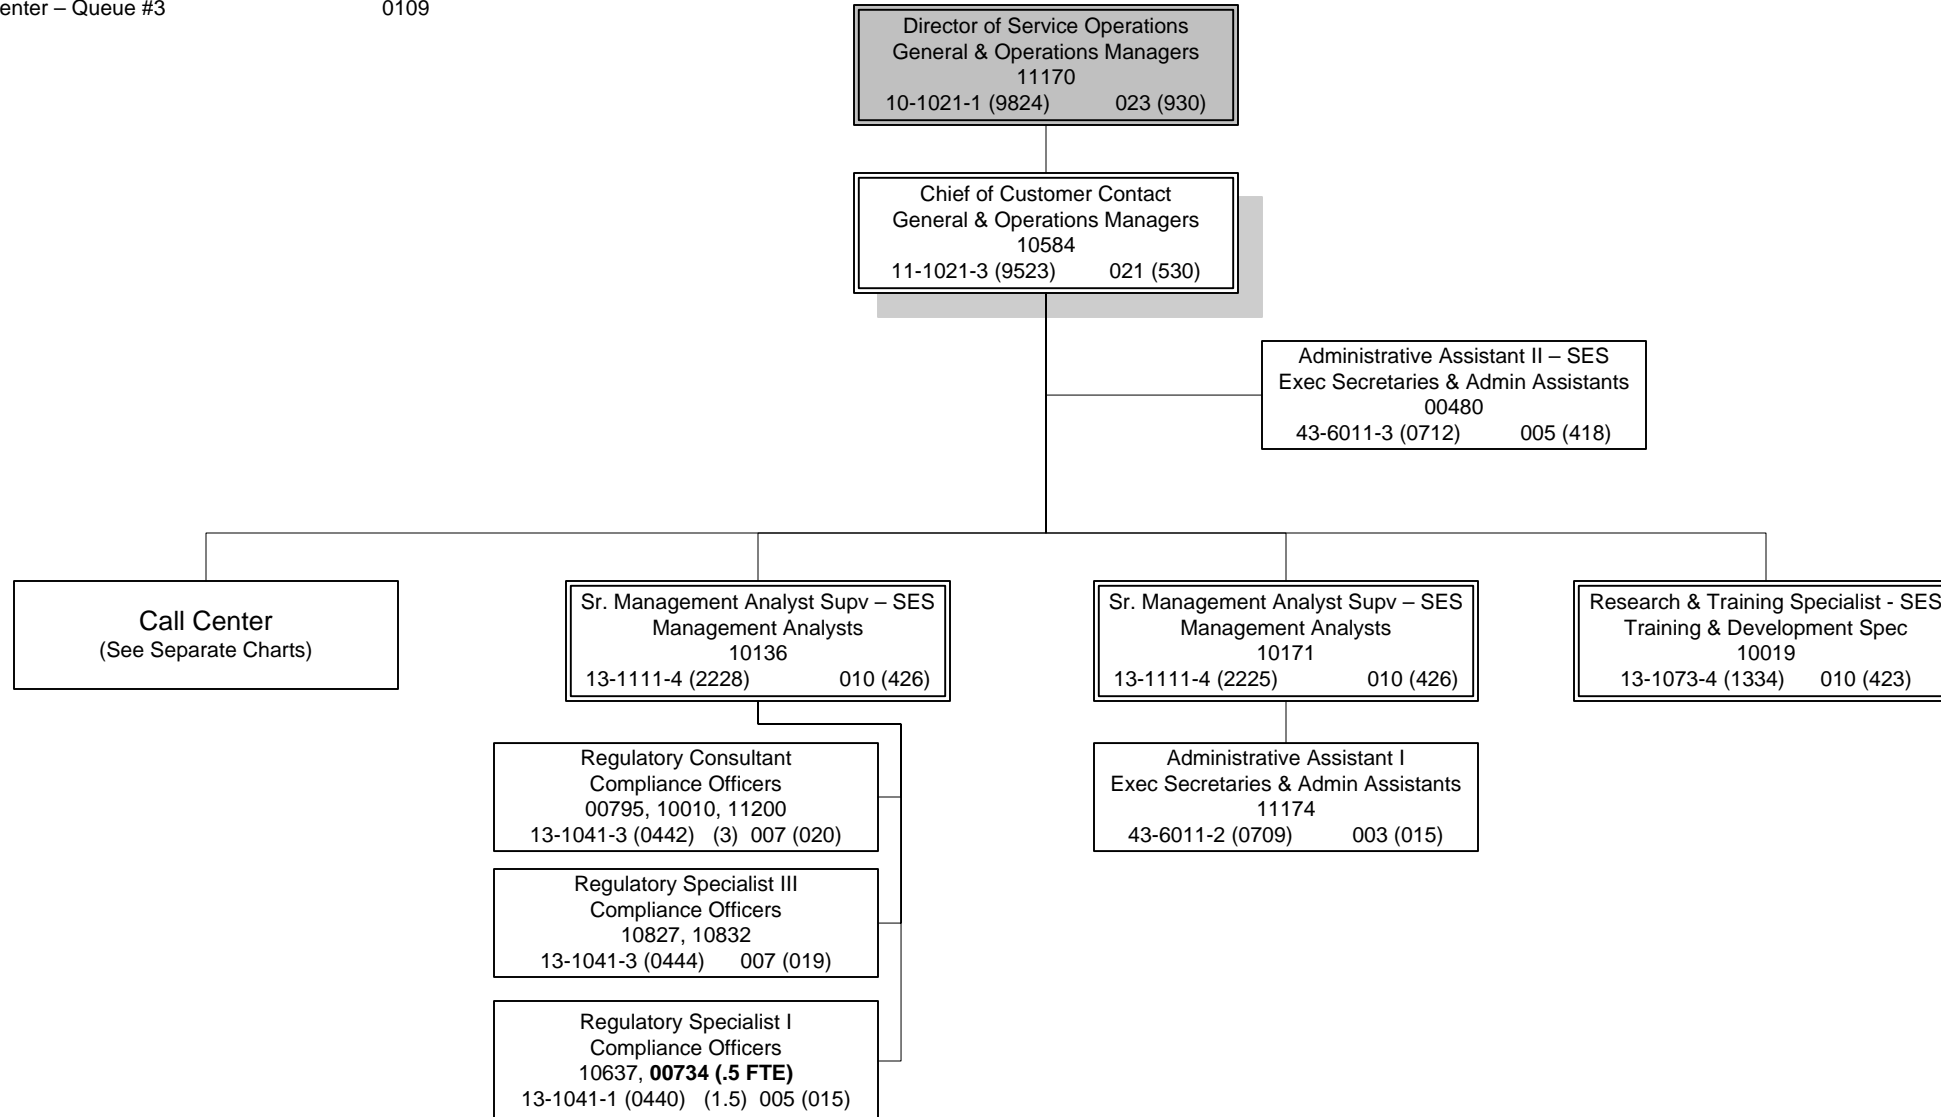 enter – Queue #3 0109
Director of Service Operations
General & Operations Managers
11170
10-1021-1 (9824) 023 (930)
Chief of Customer Contact
General & Operations Managers
10584
11-1021-3 (9523) 021 (530)
Administrative Assistant II – SES
Exec Secretaries & Admin Assistants
00480
43-6011-3 (0712) 005 (418)
Call Center
(See Separate Charts)
Sr. Management Analyst Supv – SES
Management Analysts
10136
13-1111-4 (2228) 010 (426)
Regulatory Consultant
Compliance Officers
00795, 10010, 11200
13-1041-3 (0442) (3) 007 (020)
Regulatory Specialist III
Compliance Officers
10827, 10832
13-1041-3 (0444) 007 (019)
Regulatory Specialist I
Compliance Officers
10637, 00734 (.5 FTE)
13-1041-1 (0440) (1.5) 005 (015)
Sr. Management Analyst Supv – SES
Management Analysts
10171
13-1111-4 (2225) 010 (426)
Administrative Assistant I
Exec Secretaries & Admin Assistants
11174
43-6011-2 (0709) 003 (015)
Research & Training Specialist - SES
Training & Development Spec
10019
13-1073-4 (1334) 010 (423)